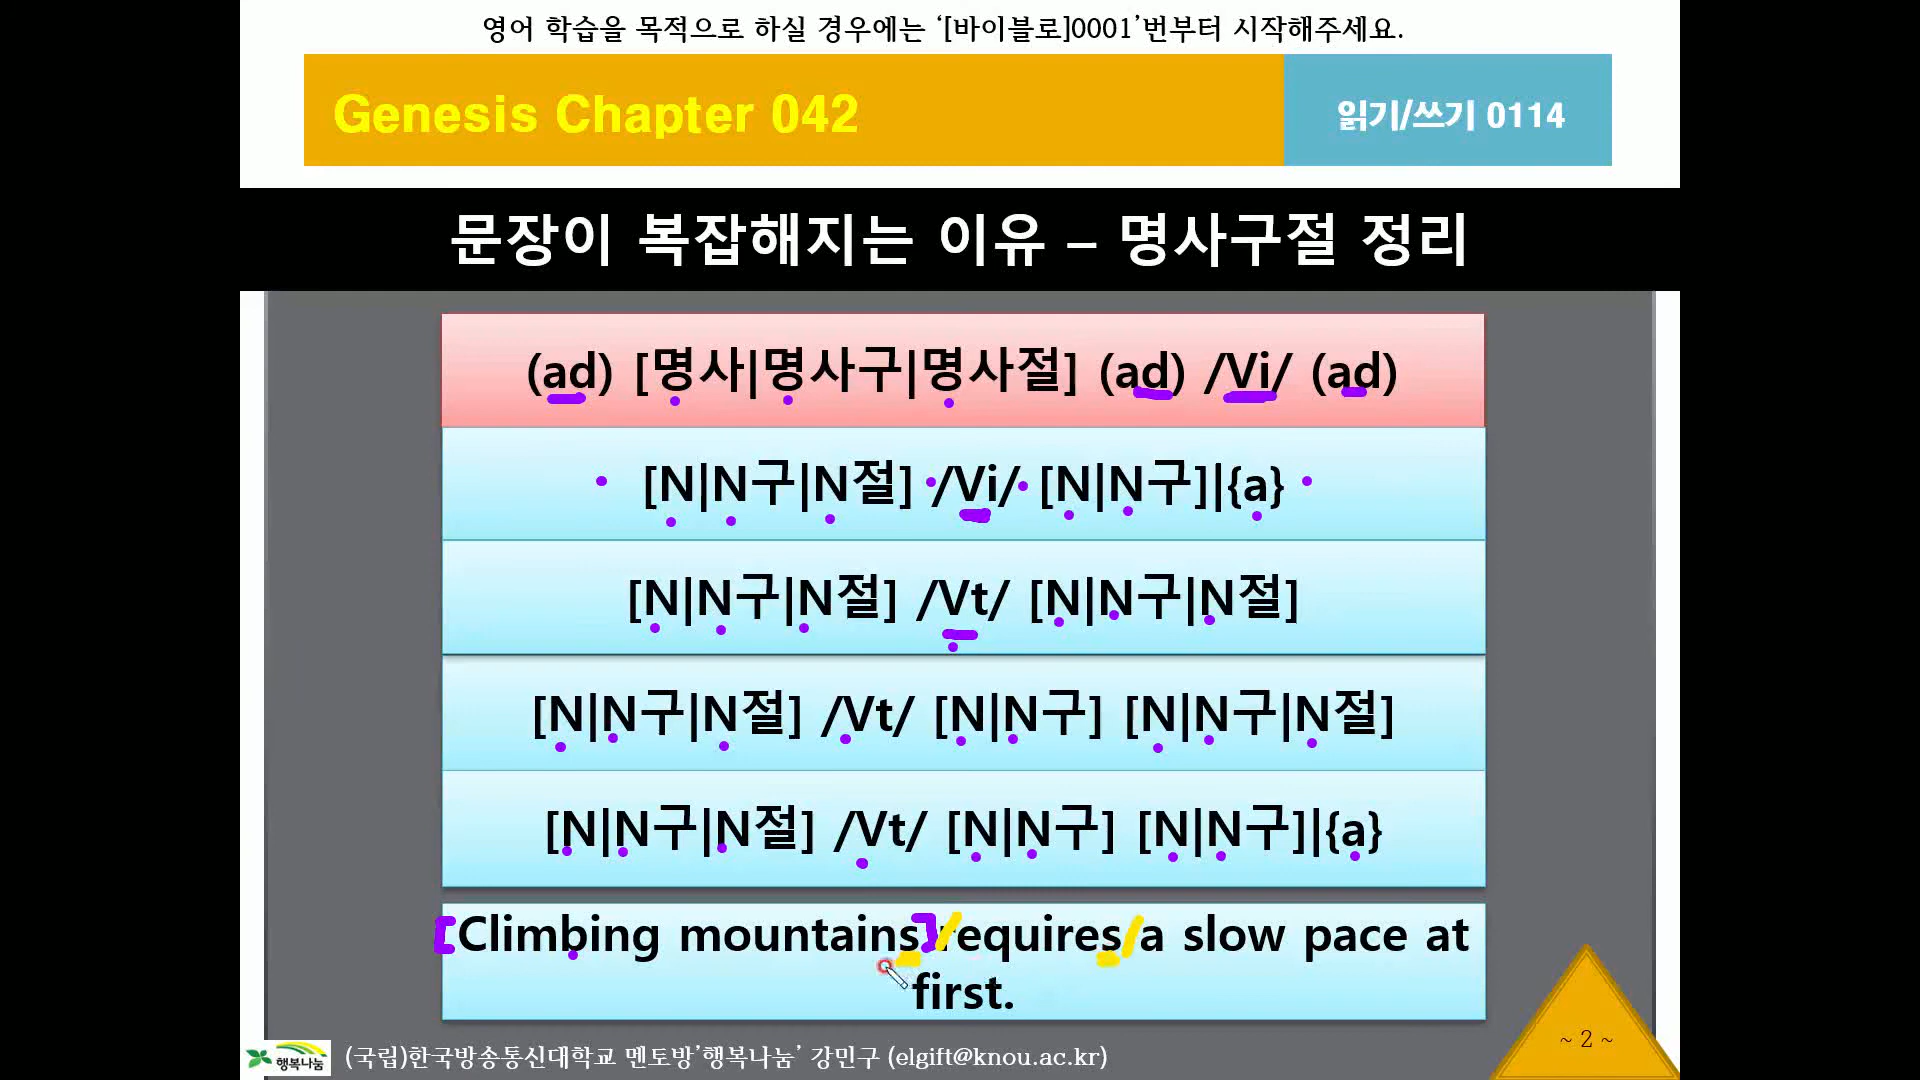 영어 학습을 목적으로 하실 경우에는 ‘[바이블로]0001’번부터 시작해주세요.
Genesis Chapter 042
읽기/쓰기 0114
문장이 복잡해지는 이유 – 명사구절 정리
(ad) [명사|명사구|명사절] (ad) /Vi/ (ad)
[N|N구|N절] /Vi/ [N|N구]|{a}
[N|N구|N절] /Vt/ [N|N구|N절]
[N|N구|N절] /Vt/ [N|N구] [N|N구|N절]
[N|N구|N절] /Vt/ [N|N구] [N|N구]|{a}
[Climbing mountains]/requires/a slow pace at
first.
~ 2 ~
행복나눔
(국립)한국방송통신대학교 멘토방’행복나눔’ 강민구 (elgift@knou.ac.kr)